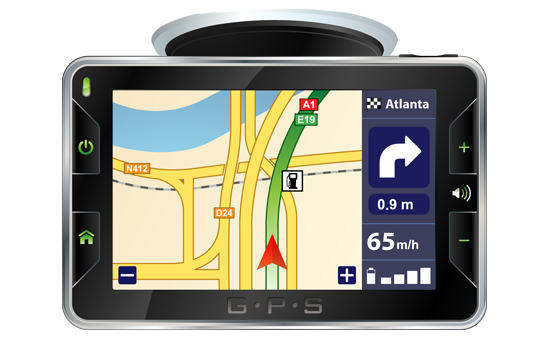 A1
E19
N412
D24
Atlanta
0.9 m
65m/h
- +
+
-
G·P·S